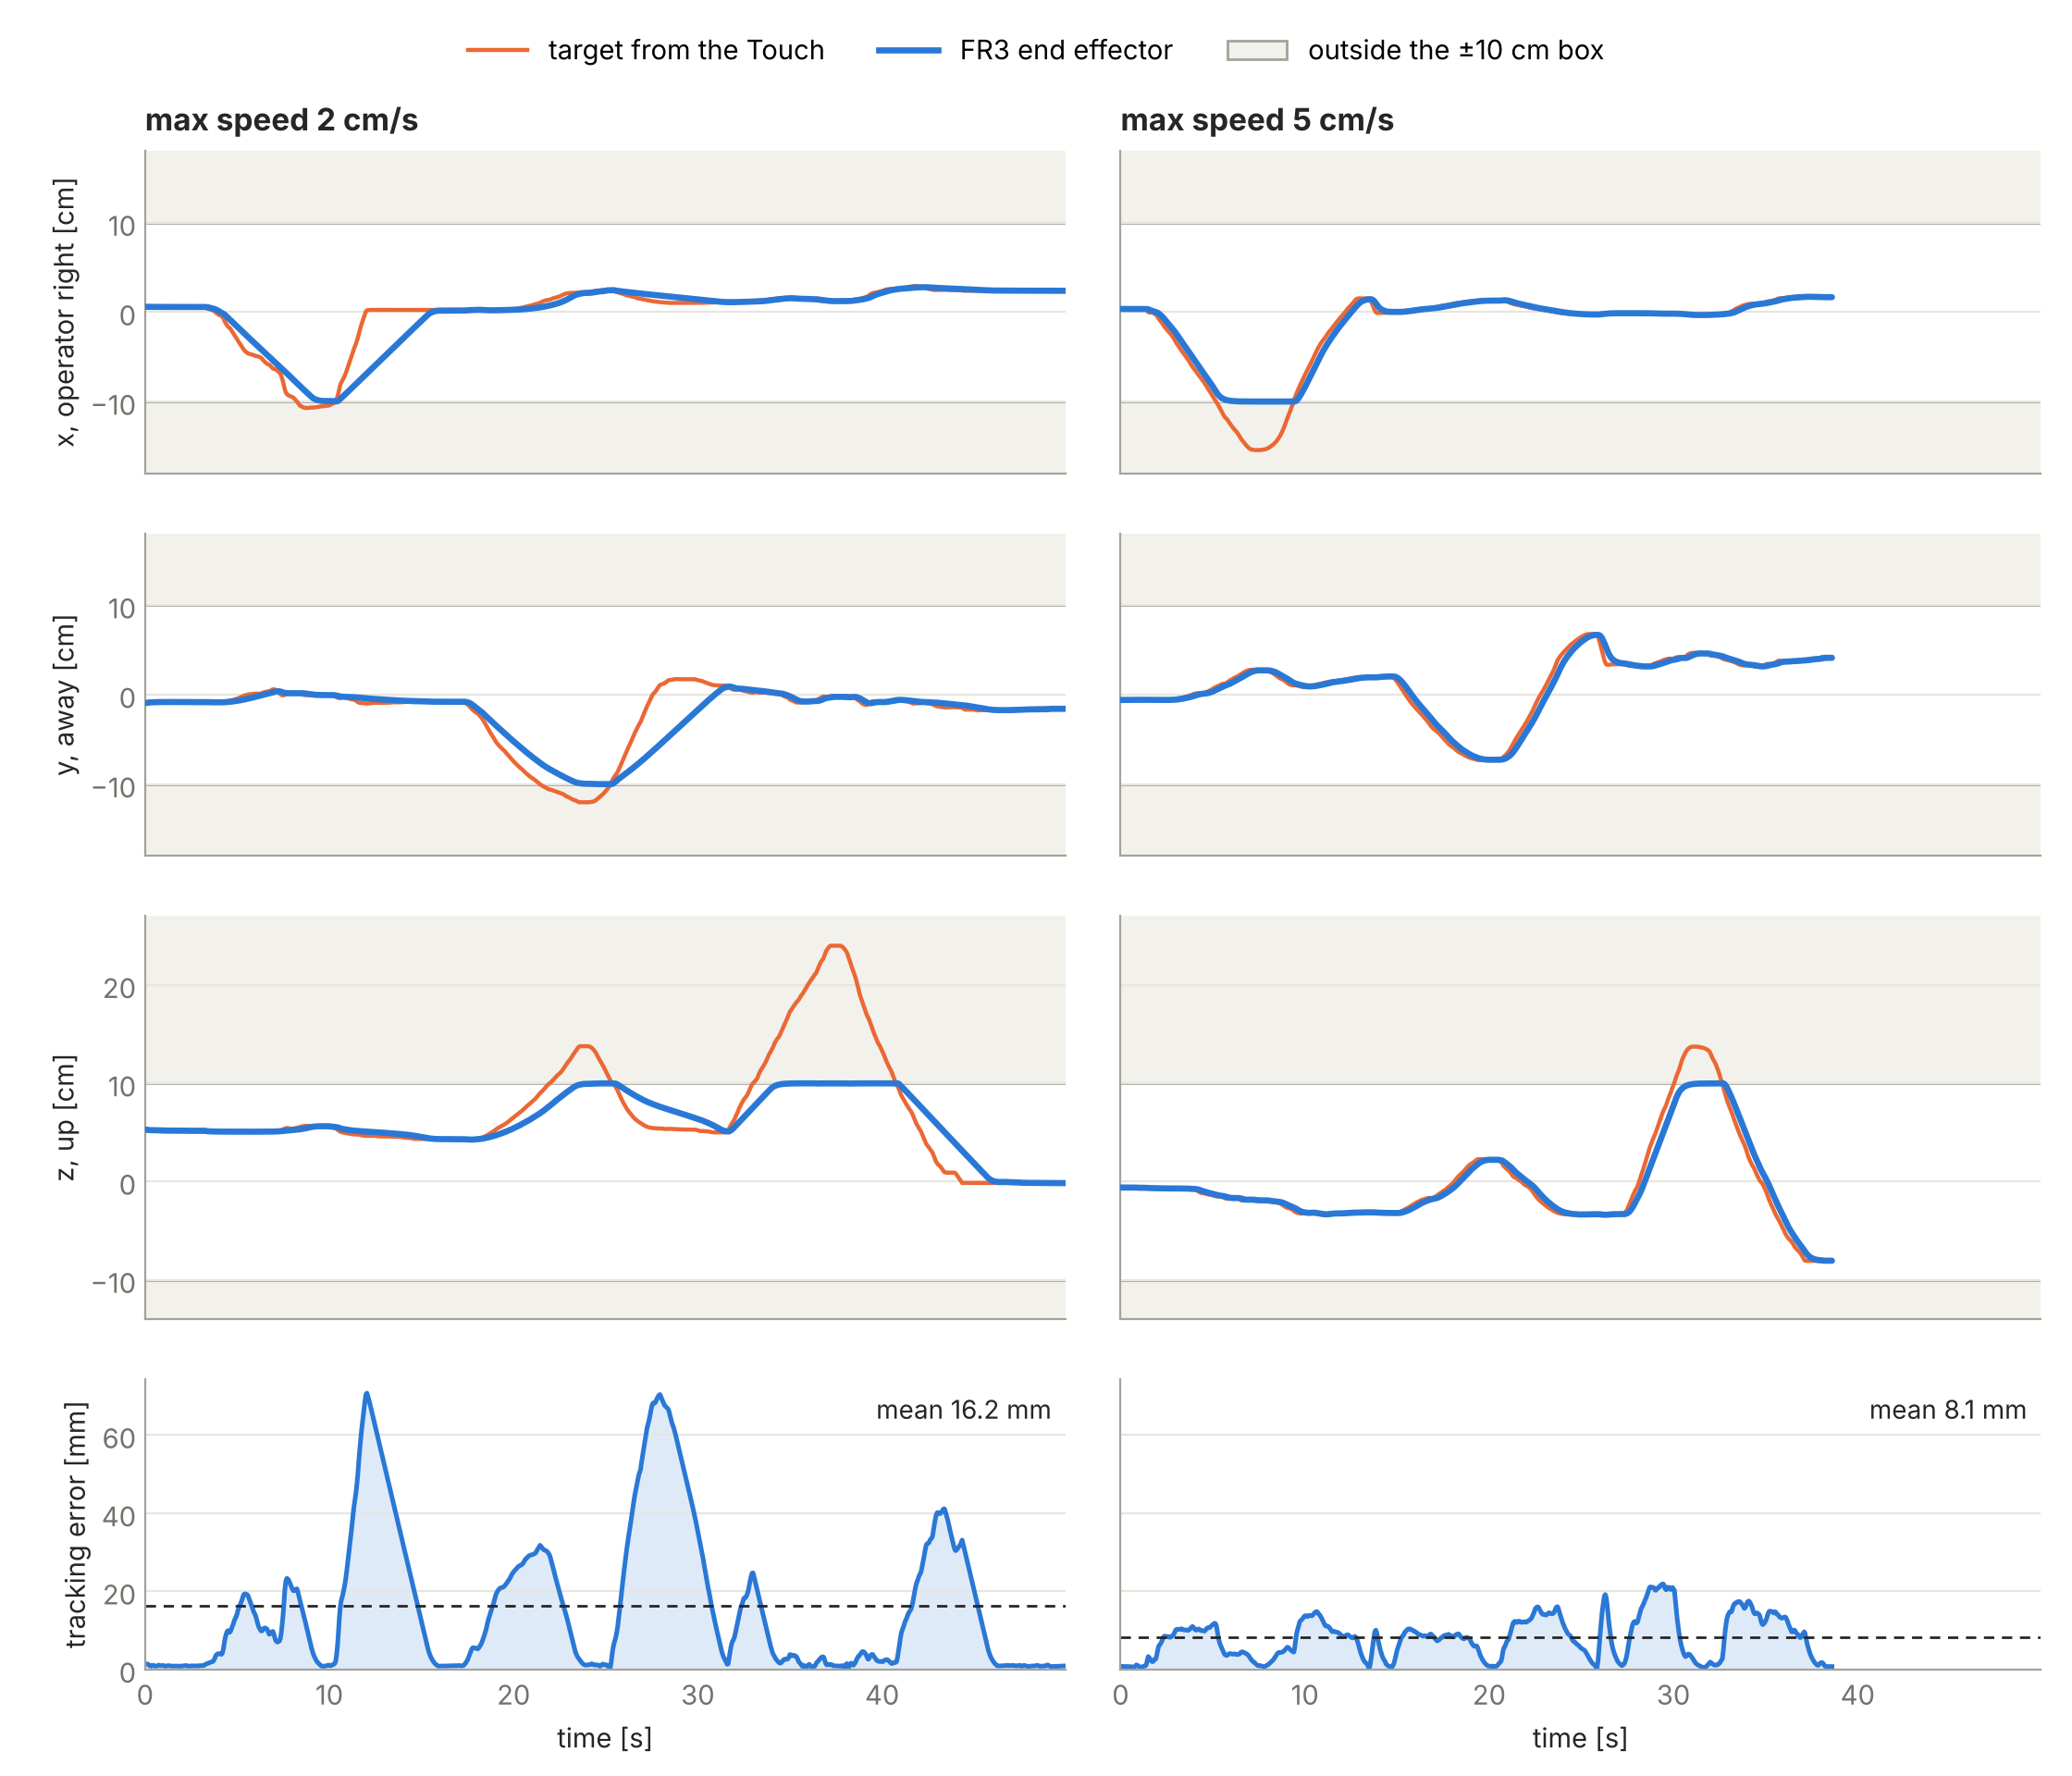 target from the Touch
FR3 end effector
outside the ±10 cm box
max speed 2 cm/s
max speed 5 cm/s
x, operator right [cm]
10
0
−10
y, away [cm]
10
0
−10
z, up [cm]
20
10
0
−10
tracking error [mm]
60
40
20
0
mean 16.2 mm
mean 8.1 mm
0 10 20 30 40
0 10 20 30 40
time [s]
time [s]